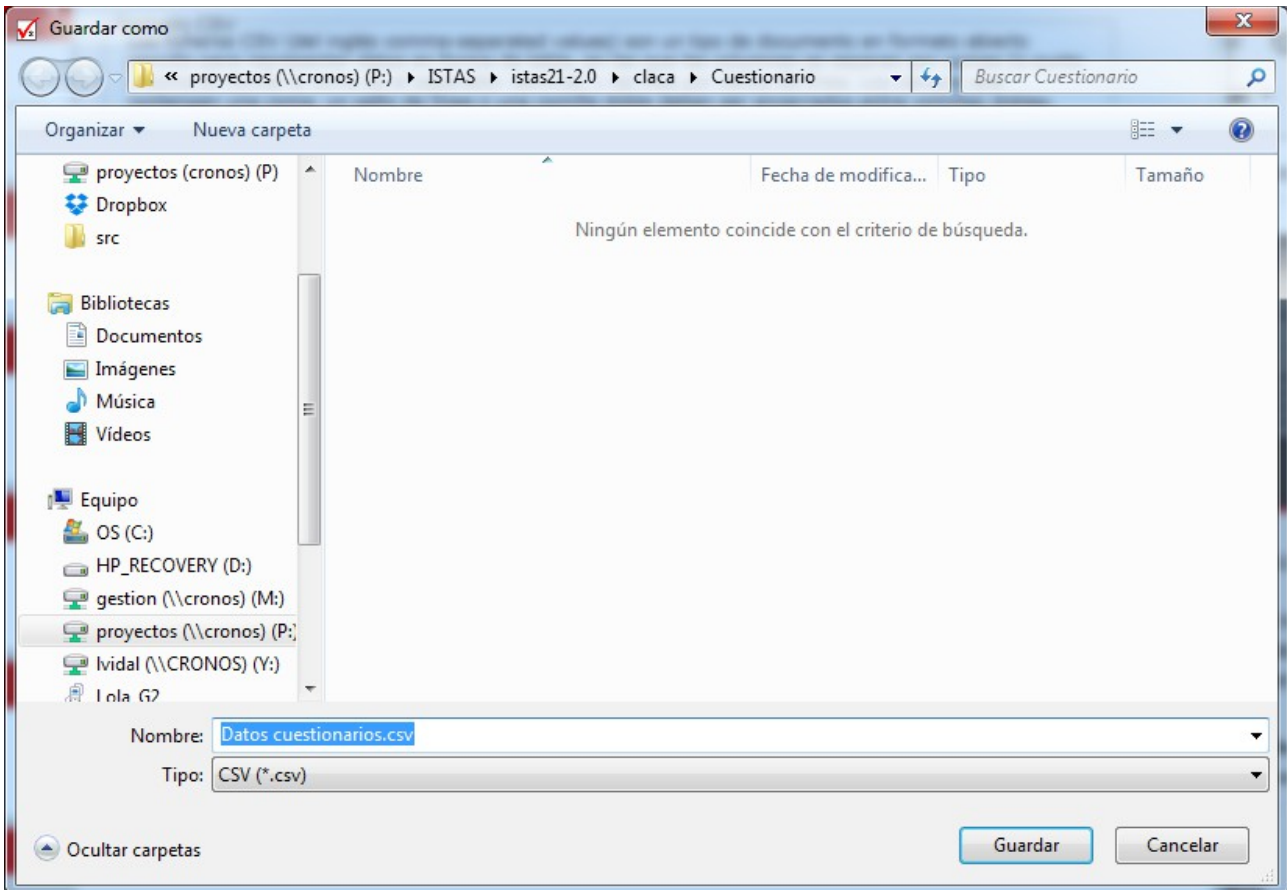 Guardar como
« proyectos (\\cronos) (P:) ▸ ISTAS ▸ istas21-2.0 ▸ claca ▸ Cuestionario
Buscar Cuestionario
Organizar ▾ Nueva carpeta
Nombre Fecha de modifica... Tipo Tamaño
Ningún elemento coincide con el criterio de búsqueda.
proyectos (cronos) (P)
Dropbox
src
Bibliotecas
Documentos
Imágenes
Música
Vídeos
Equipo
OS (C:)
HP_RECOVERY (D:)
gestion (\\cronos) (M:)
proyectos (\\cronos) (P:)
lvidal (\\CRONOS) (Y:)
Lola_G2
Nombre: Datos cuestionarios.csv
Tipo: CSV (*.csv)
Ocultar carpetas
Guardar Cancelar